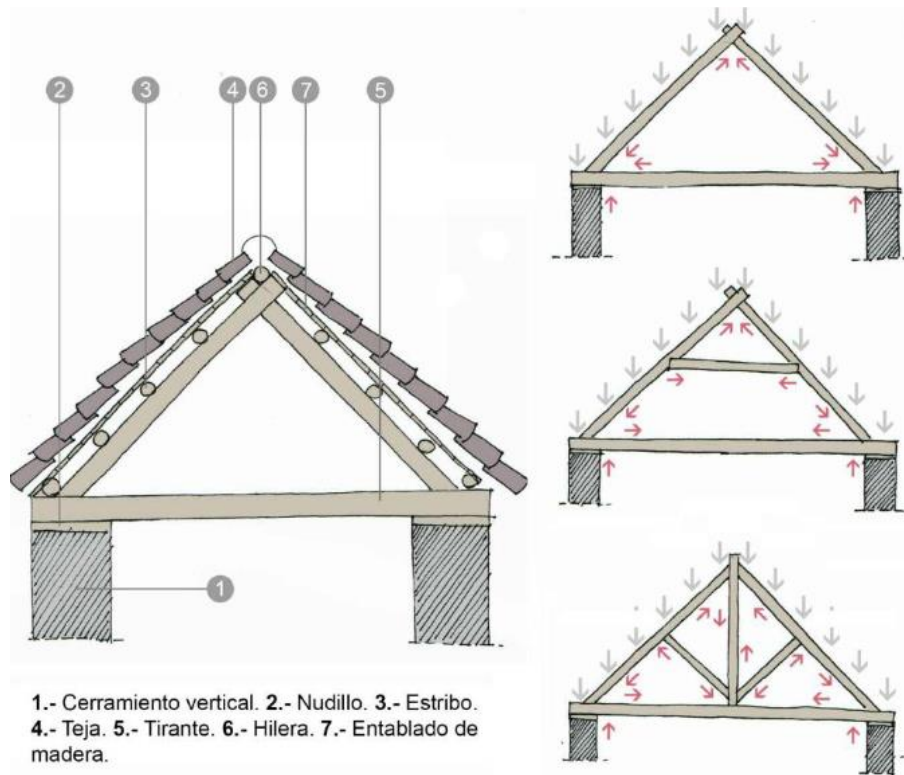 2 3 4 6 7 5
1
1.- Cerramiento vertical. 2.- Nudillo. 3.- Estribo.
4.- Teja. 5.- Tirante. 6.- Hilera. 7.- Entablado de
madera.